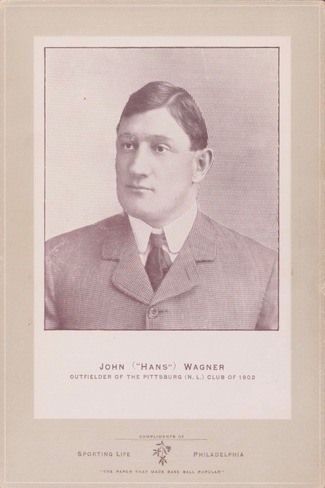 JOHN ("HANS") WAGNER
OUTFIELDER OF THE PITTSBURG (N. L.) CLUB OF 1902
COMPLIMENTS OF
SPORTING LIFE PHILADELPHIA
"THE PAPER THAT MADE BASE BALL POPULAR"